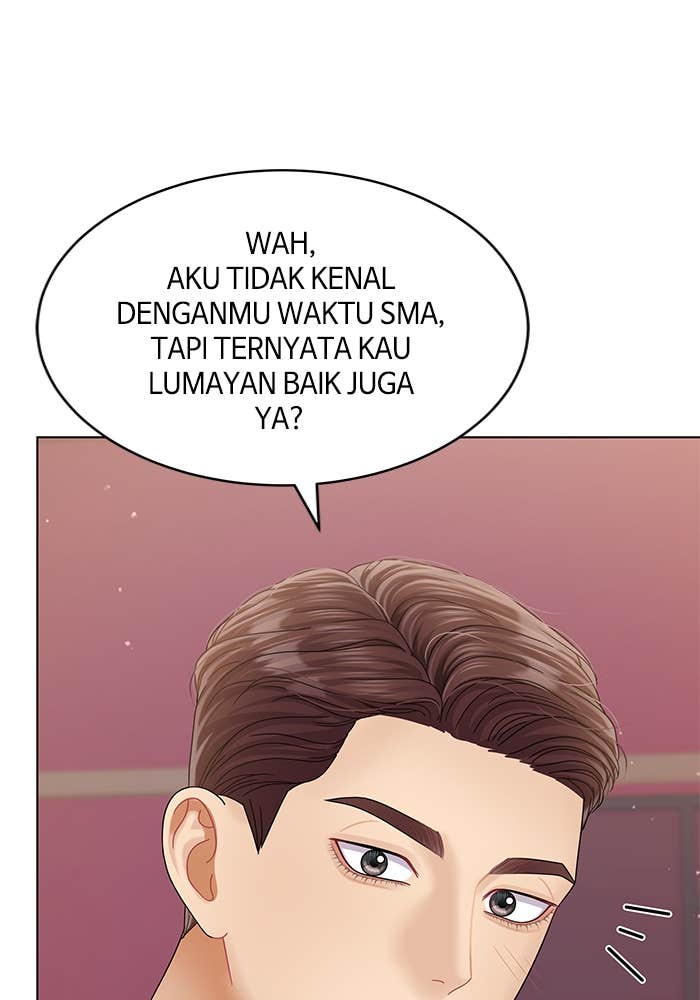 WAH,
AKU TIDAK KENAL
DENGANMU WAKTU SMA,
TAPI TERNYATA KAU
LUMAYAN BAIK JUGA
YA?